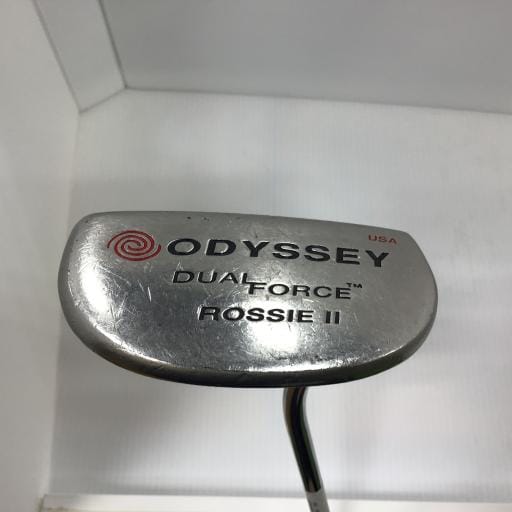 USA
ODYSSEY
DUAL FORCE™
ROSSIE II